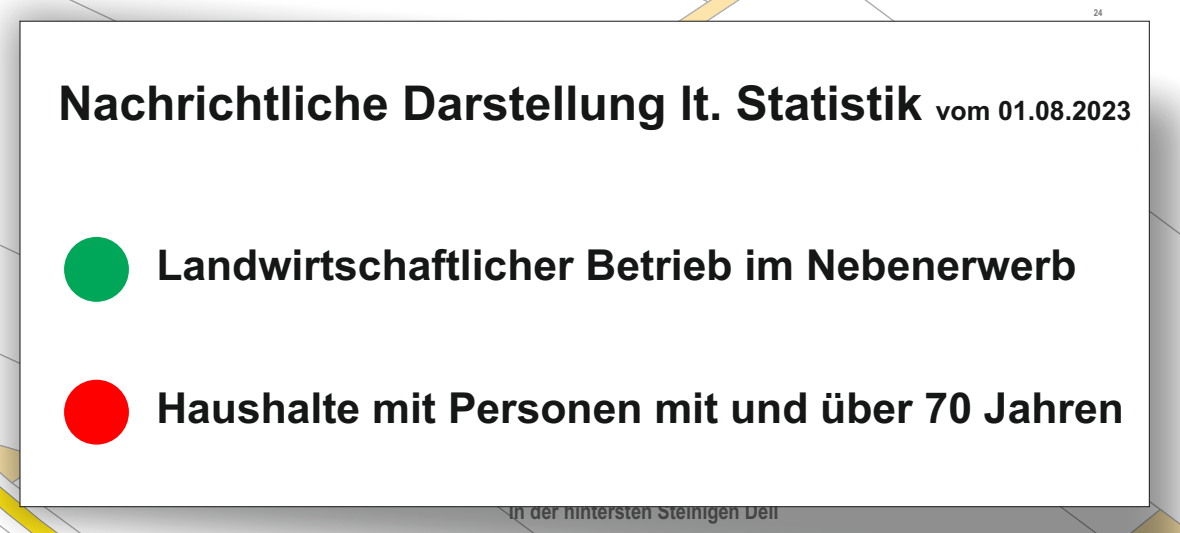 24
Nachrichtliche Darstellung lt. Statistik vom 01.08.2023
Landwirtschaftlicher Betrieb im Nebenerwerb
Haushalte mit Personen mit und über 70 Jahren
In der hintersten Steinigen Dell